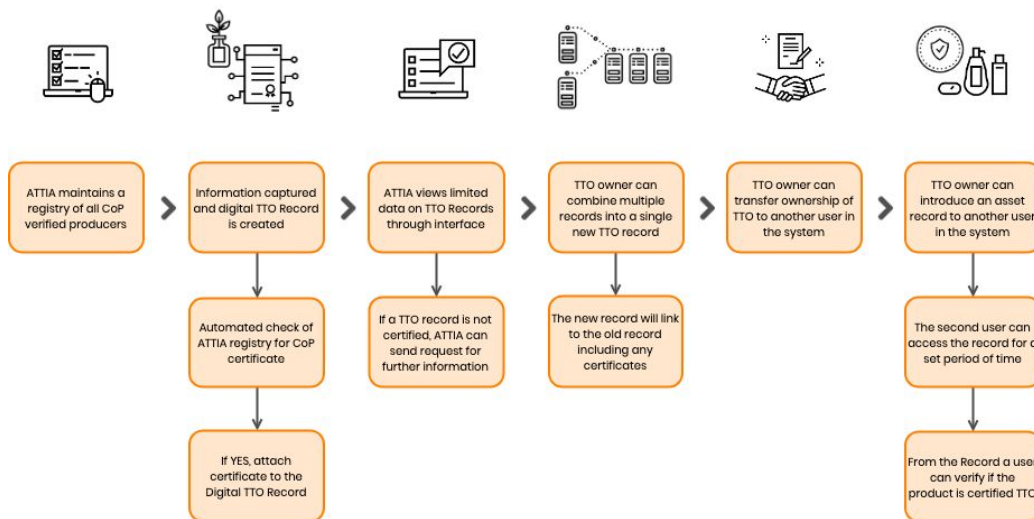 ATTIA maintains a
registry of all CoP
verified producers
Information captured
and digital TTO Record
is created
ATTIA views limited
data on TTO Records
through interface
TTO owner can
combine multiple
records into a single
new TTO record
TTO owner can
transfer ownership of
TTO to another user in
the system
TTO owner can
introduce an asset
record to another user
in the system
Automated check of
ATTIA registry for CoP
certificate
If a TTO record is not
certified, ATTIA can
send request for
further information
The new record will link
to the old record
including any
certificates
The second user can
access the record for a
set period of time
If YES, attach
certificate to the
Digital TTO Record
From the Record a user
can verify if the
product is certified TTO